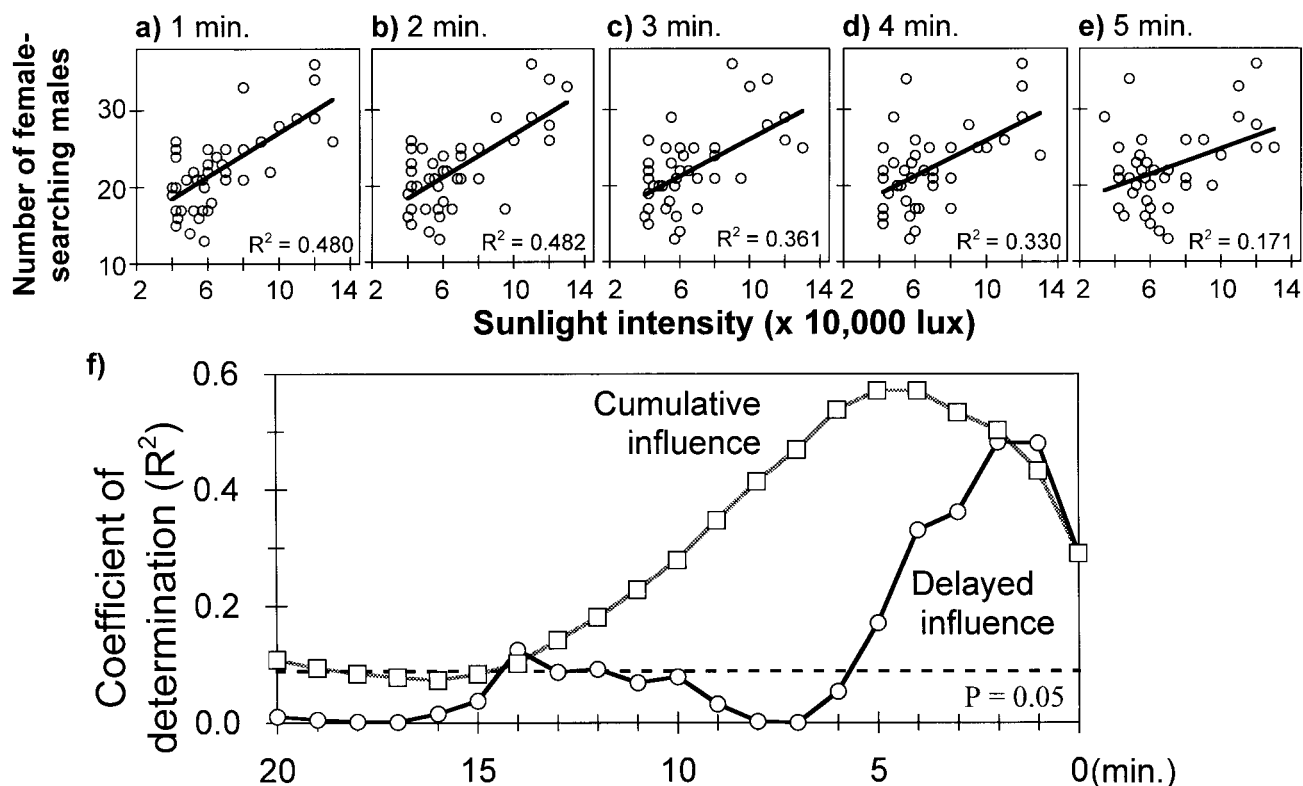 a) 1 min.
b) 2 min.
c) 3 min.
d) 4 min.
e) 5 min.
Number of female-
searching males
30
20
10
R² = 0.480
R² = 0.482
R² = 0.361
R² = 0.330
R² = 0.171
2 6 10 14
2 6 10 14
2 6 10 14
2 6 10 14
2 6 10 14
Sunlight intensity (x 10,000 lux)
f)
Coefficient of
determination (R²)
0.6
0.4
0.2
0.0
Cumulative
influence
Delayed
influence
P = 0.05
20 15 10 5 0(min.)